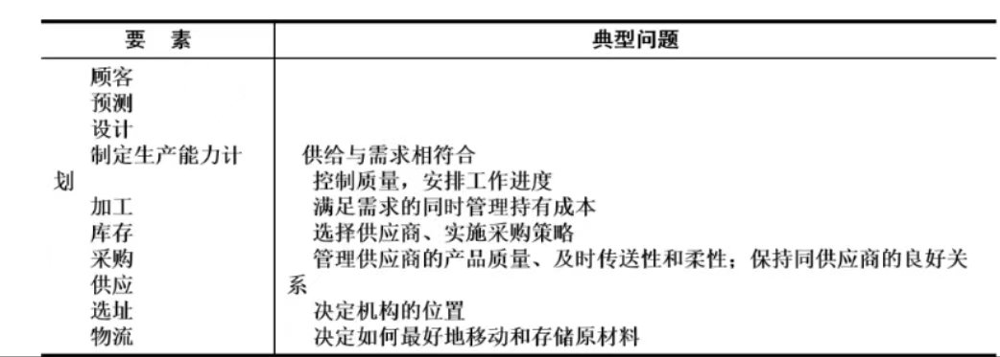 要 素 典型问题
顾客
预测
设计
制定生产能力计 供给与需求相符合
划 控制质量，安排工作进度
加工 满足需求的同时管理持有成本
库存 选择供应商、实施采购策略
采购 管理供应商的产品质量、及时传送性和柔性；保持同供应商的良好关
供应 系
选址 决定机构的位置
物流 决定如何最好地移动和存储原材料